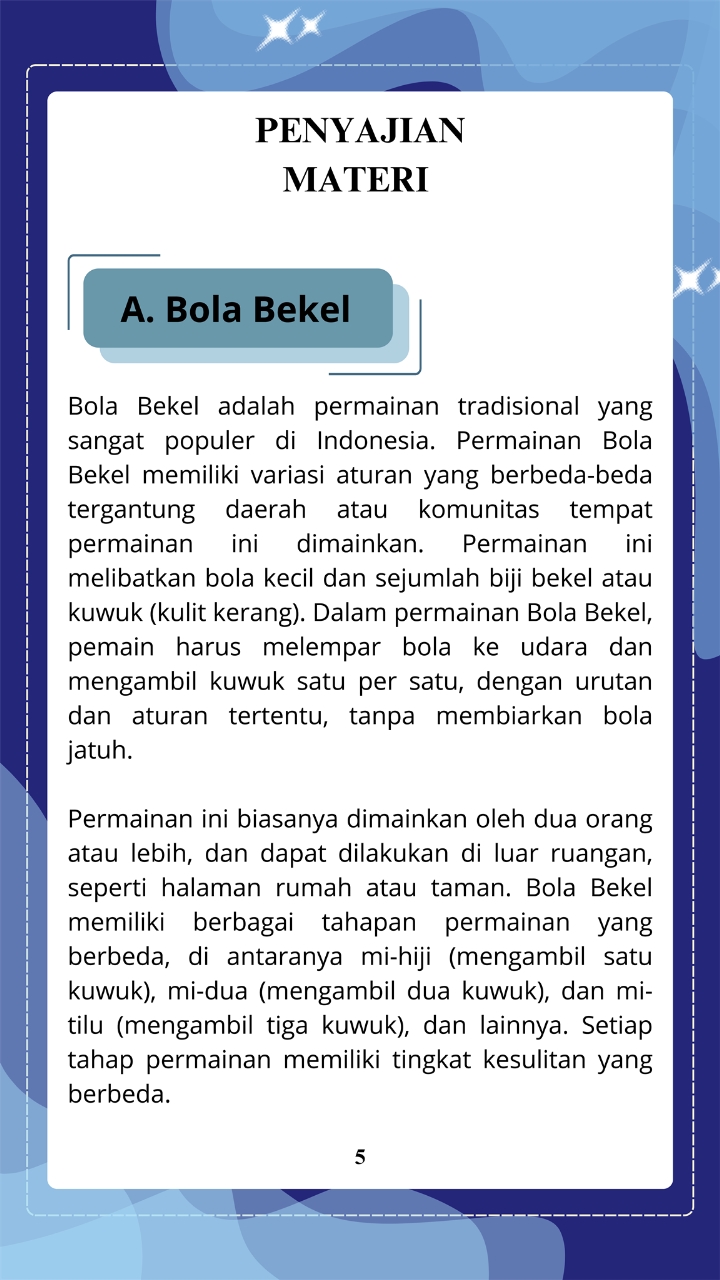 PENYAJIAN
MATERI
A. Bola Bekel
Bola Bekel adalah permainan tradisional yang
sangat populer di Indonesia. Permainan Bola
Bekel memiliki variasi aturan yang berbeda-beda
tergantung daerah atau komunitas tempat
permainan ini dimainkan. Permainan ini
melibatkan bola kecil dan sejumlah biji bekel atau
kuwuk (kulit kerang). Dalam permainan Bola Bekel,
pemain harus melempar bola ke udara dan
mengambil kuwuk satu per satu, dengan urutan
dan aturan tertentu, tanpa membiarkan bola
jatuh.
Permainan ini biasanya dimainkan oleh dua orang
atau lebih, dan dapat dilakukan di luar ruangan,
seperti halaman rumah atau taman. Bola Bekel
memiliki berbagai tahapan permainan yang
berbeda, di antaranya mi-hiji (mengambil satu
kuwuk), mi-dua (mengambil dua kuwuk), dan mi-
tilu (mengambil tiga kuwuk), dan lainnya. Setiap
tahap permainan memiliki tingkat kesulitan yang
berbeda.
5